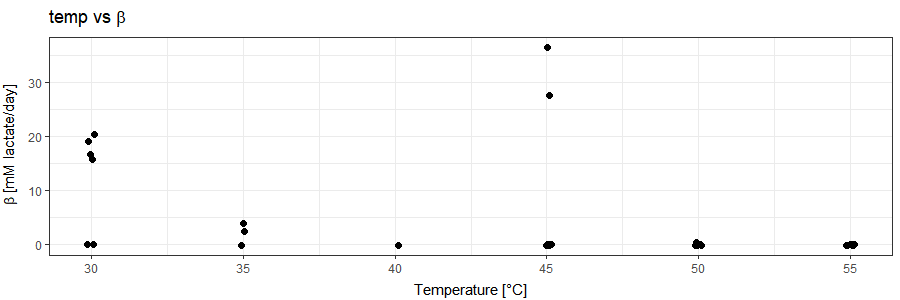 temp vs β
β [mM lactate/day]
30
20
10
0
30 35 40 45 50 55
Temperature [°C]